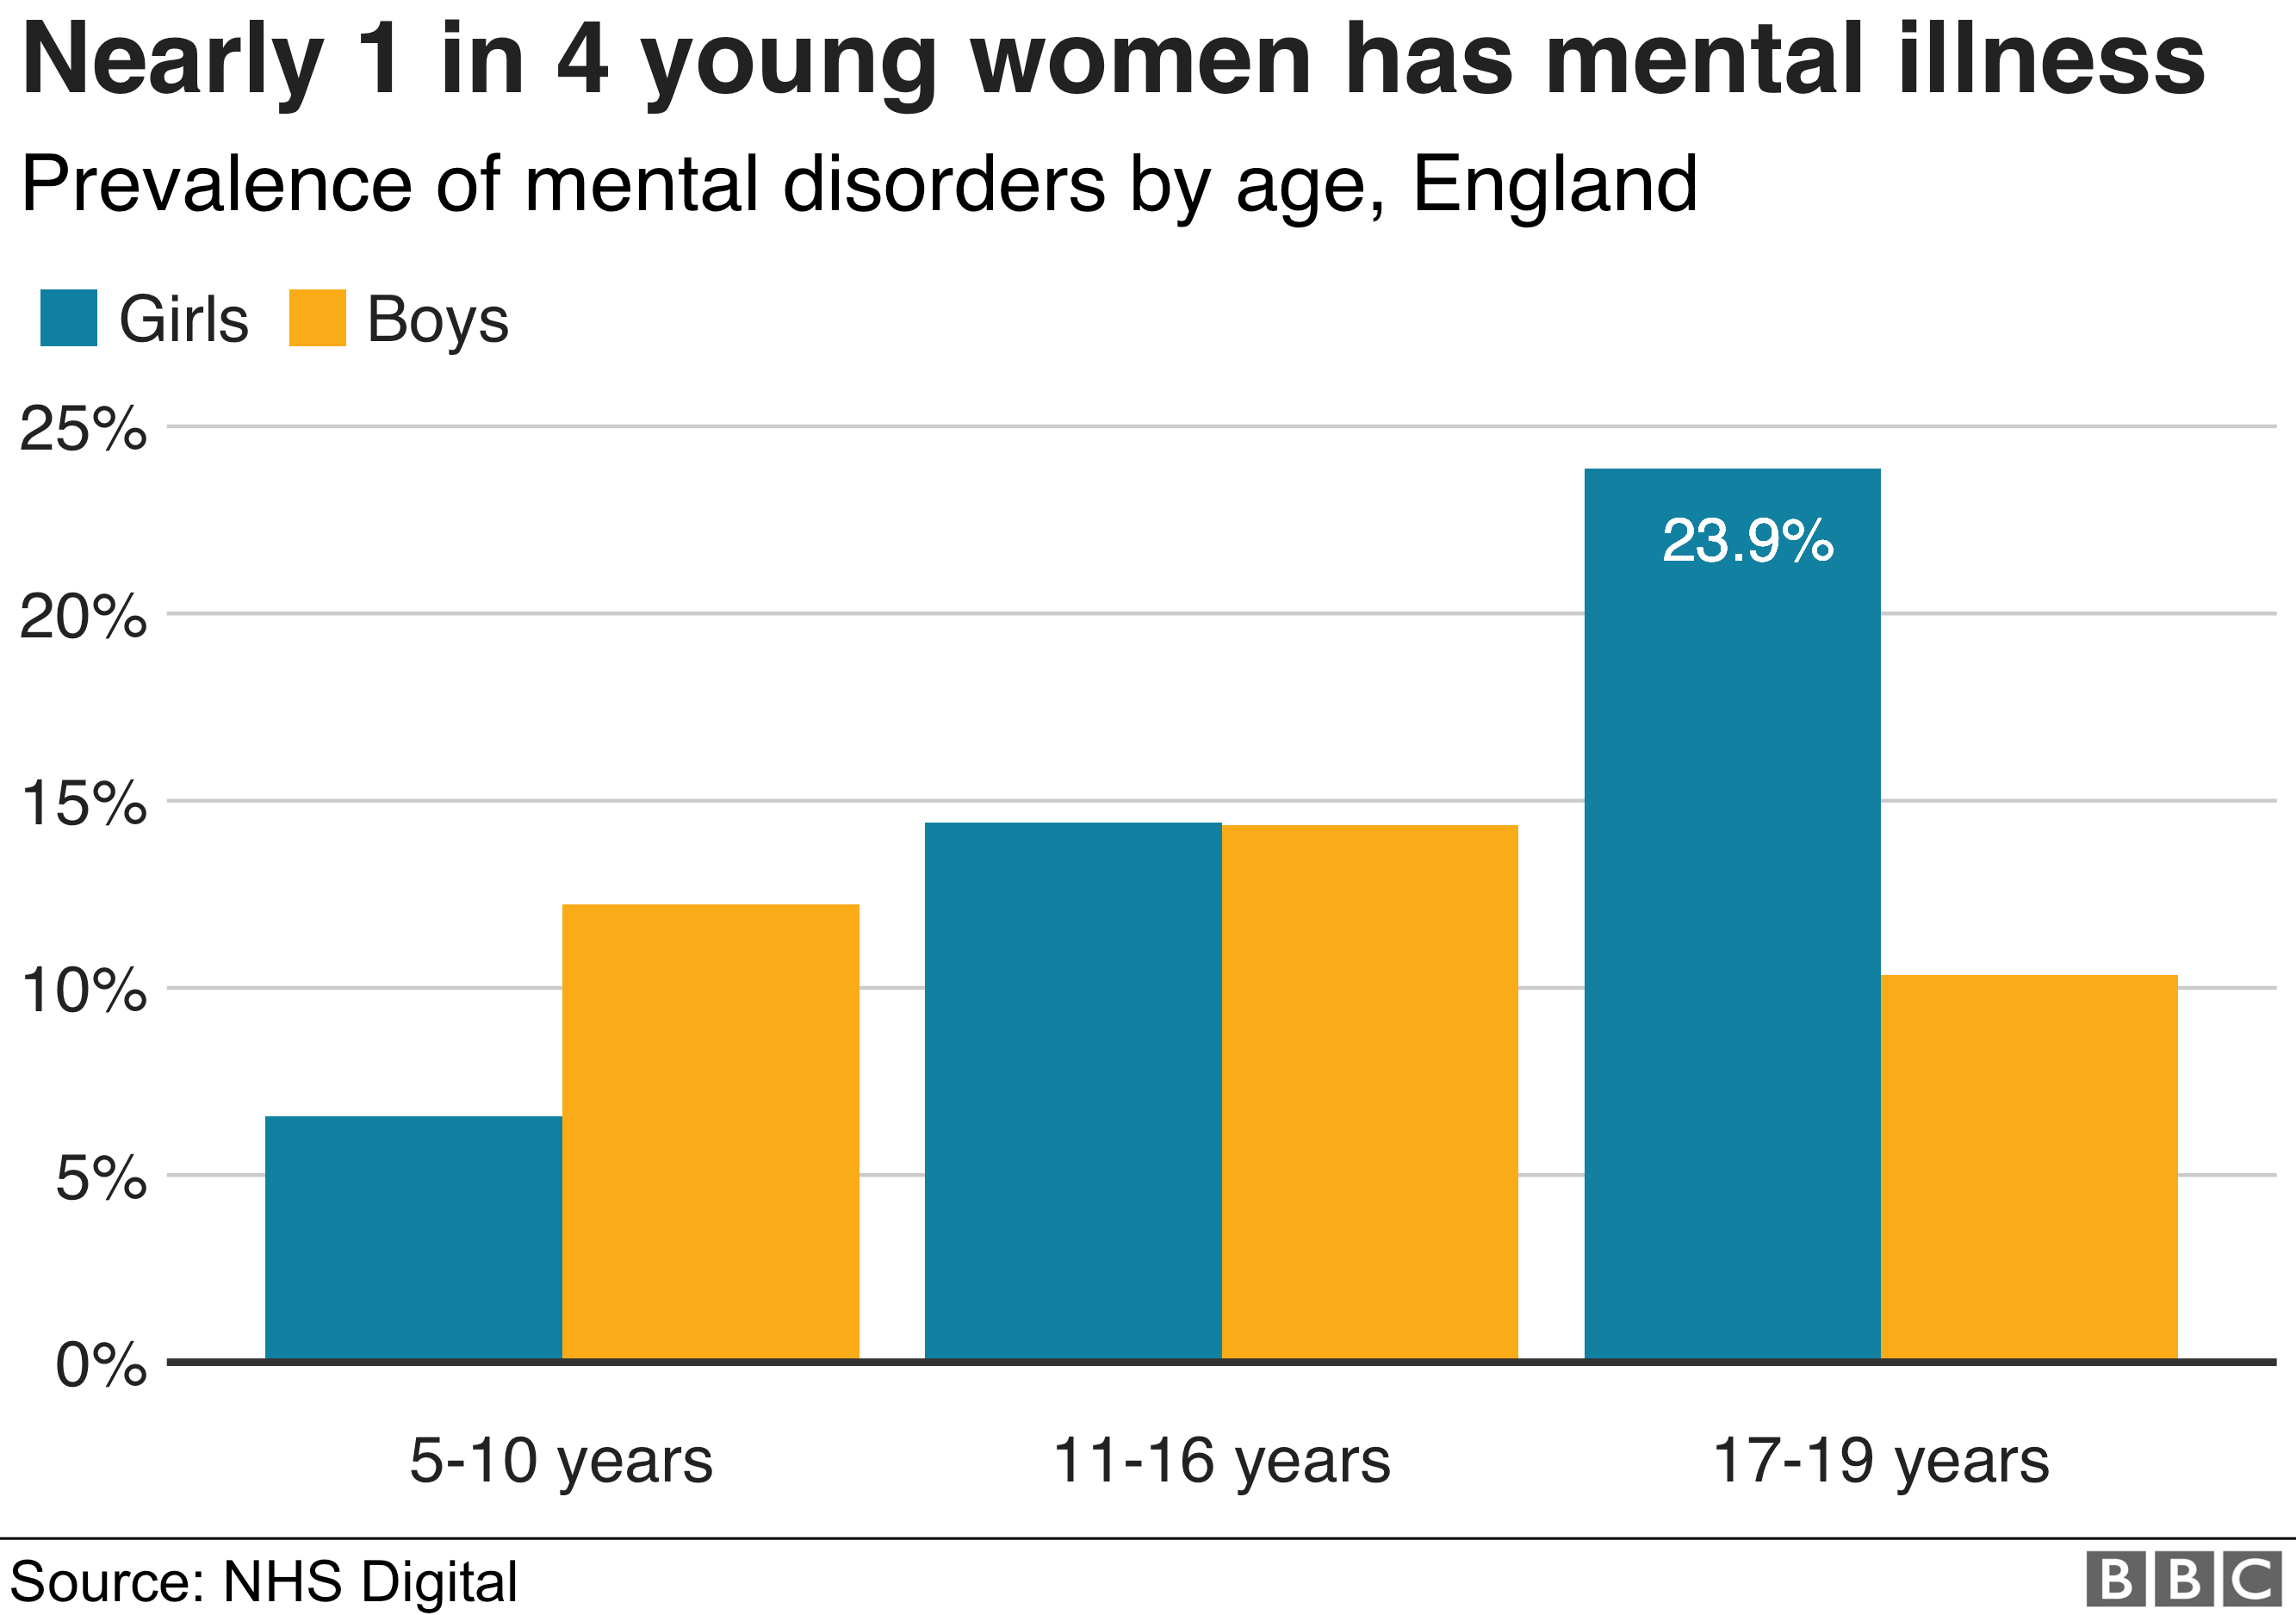 Nearly 1 in 4 young women has mental illness
Prevalence of mental disorders by age, England
Girls Boys
25%
23.9%
20%
15%
10%
5%
0%
5-10 years 11-16 years 17-19 years
Source: NHS Digital BBC